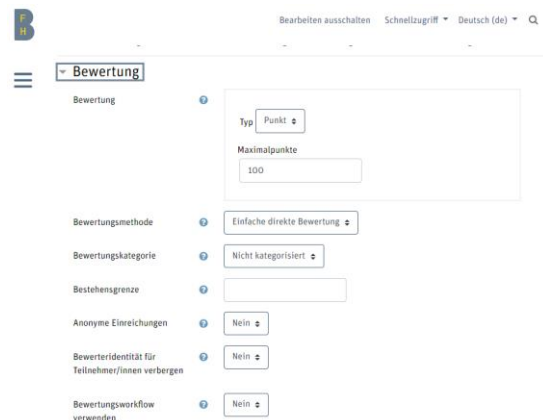 B
F
H
Bearbeiten ausschalten Schnellzugriff Deutsch (de)
Bewertung
Bewertung
Typ Punkt
Maximalpunkte
100
Bewertungsmethode Einfache direkte Bewertung
Bewertungskategorie Nicht kategorisiert
Bestehensgrenze
Anonyme Einreichungen Nein
Bewerteridentität für
Teilnehmer/innen verbergen Nein
Bewertungsworkflow
verwenden Nein